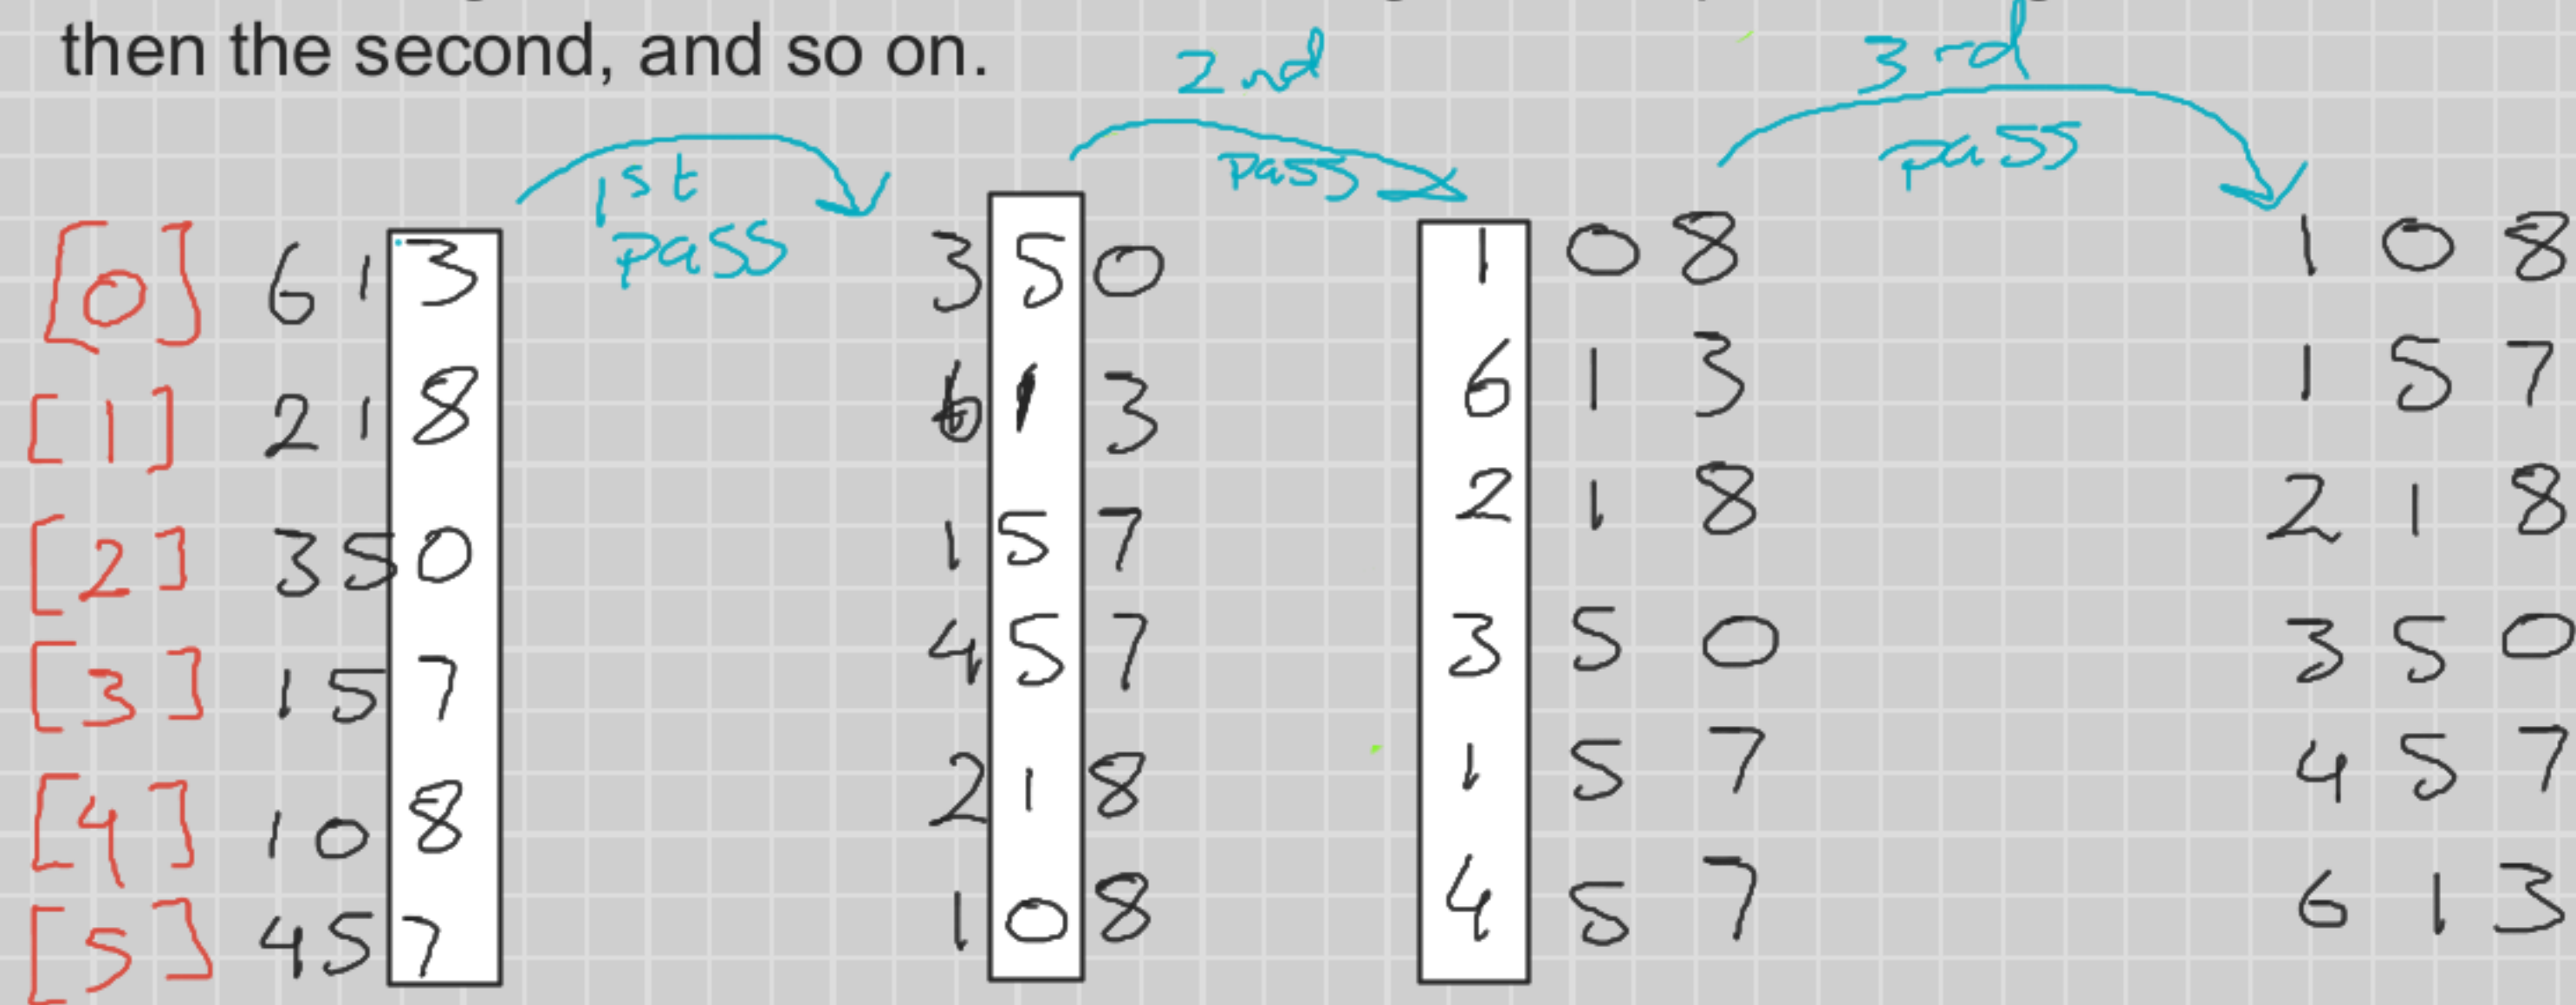 then the second, and so on.
2nd pass
3rd pass
1st pass
[0] 613 350 108 108
[1] 218 613 613 157
[2] 350 157 218 218
[3] 157 457 350 350
[4] 108 218 157 457
[5] 457 108 457 613